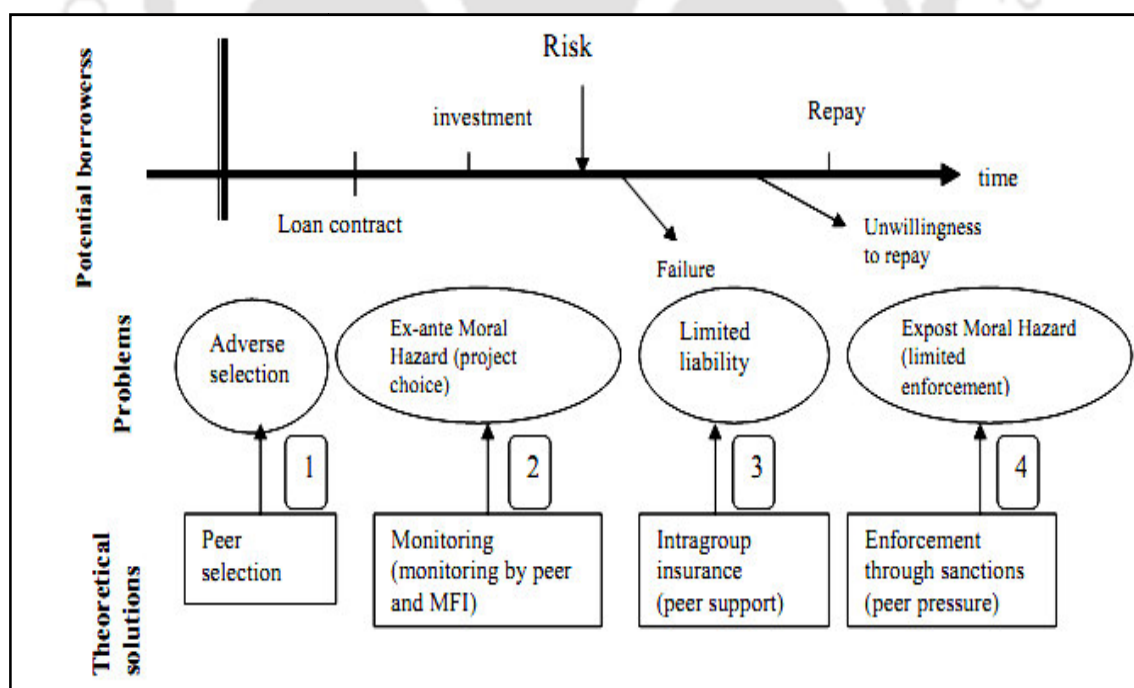 Risk
investment
Repay
time
Potential borrowerss
Loan contract
Unwillingness
to repay
Failure
Problems
Adverse
selection
Ex-ante Moral
Hazard (project
choice)
Limited
liability
Expost Moral Hazard
(limited
enforcement)
1
2
3
4
Theoretical
solutions
Peer
selection
Monitoring
(monitoring by peer
and MFI)
Intragroup
insurance
(peer support)
Enforcement
through sanctions
(peer pressure)